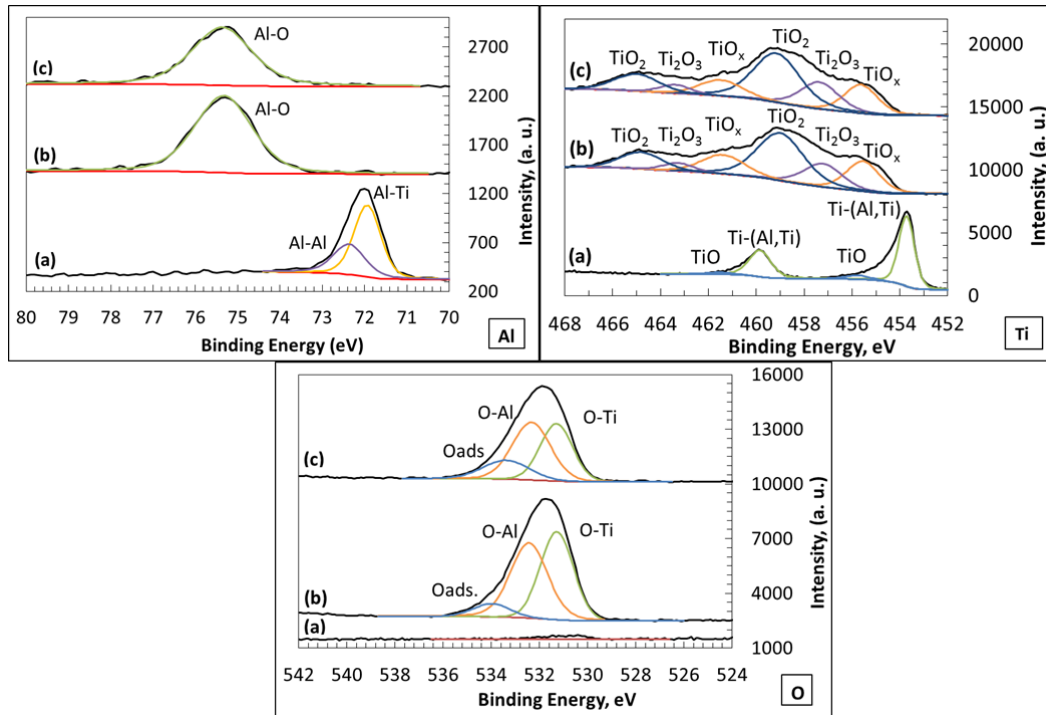 Al-O
(c)
2700
2200
Al-O
(b)
1700
1200
Al-Ti
Al-Al
700
(a)
200
Intensity, (a. u.)
80 79 78 77 76 75 74 73 72 71 70
Binding Energy (eV)
Al
20000
TiO₂ Ti₂O₃ TiOₓ TiO₂ Ti₂O₃ TiOₓ
(c)
15000
TiO₂ Ti₂O₃ TiOₓ TiO₂ Ti₂O₃ TiOₓ
(b)
10000
Ti-(Al,Ti)
Ti-(Al,Ti)
5000
(a)
TiO
TiO
0
Intensity, (a. u.)
468 466 464 462 460 458 456 454 452
Binding Energy, eV
Ti
16000
O-Al
O-Ti
13000
Oads
(c)
10000
O-Al
O-Ti
7000
Oads.
4000
(b)
(a)
1000
Intensity, (a. u.)
542 540 538 536 534 532 530 528 526 524
Binding Energy, eV
O